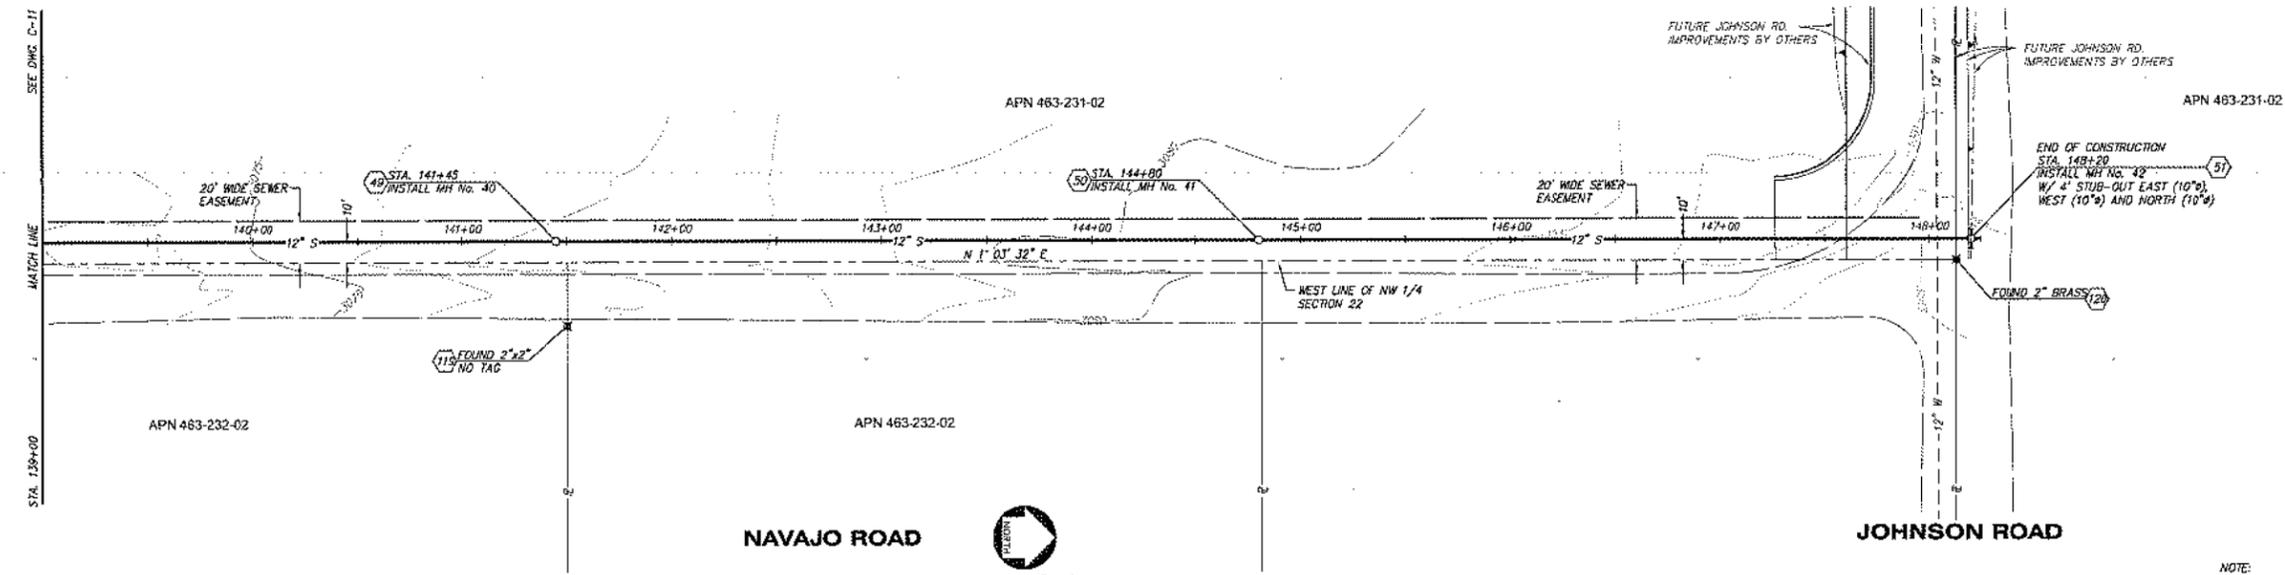 SEE DWG. C-11
MATCH LINE
STA. 139+00
FUTURE JOHNSON RD.
IMPROVEMENTS BY OTHERS
FUTURE JOHNSON RD.
IMPROVEMENTS BY OTHERS
12" W
APN 463-231-02
APN 463-231-02
END OF CONSTRUCTION
STA. 148+20
INSTALL MH No. 42
W/ 4' STUB-OUT EAST (10"ø),
WEST (10"ø) AND NORTH (10"ø)
51
49
STA. 141+45
INSTALL MH No. 40
50
STA. 144+80
INSTALL MH No. 41
20' WIDE SEWER
EASEMENT
10'
20' WIDE SEWER
EASEMENT
10'
3075
3085
140+00
141+00
142+00
143+00
144+00
145+00
146+00
147+00
148+00
12" S
12" S
12" S
N 1° 03' 32" E
WEST LINE OF NW 1/4
SECTION 22
FOUND 2" BRASS
120
115
FOUND 2"x2"
NO TAG
12" W
APN 463-232-02
APN 463-232-02
NAVAJO ROAD
NORTH
JOHNSON ROAD
NOTE: